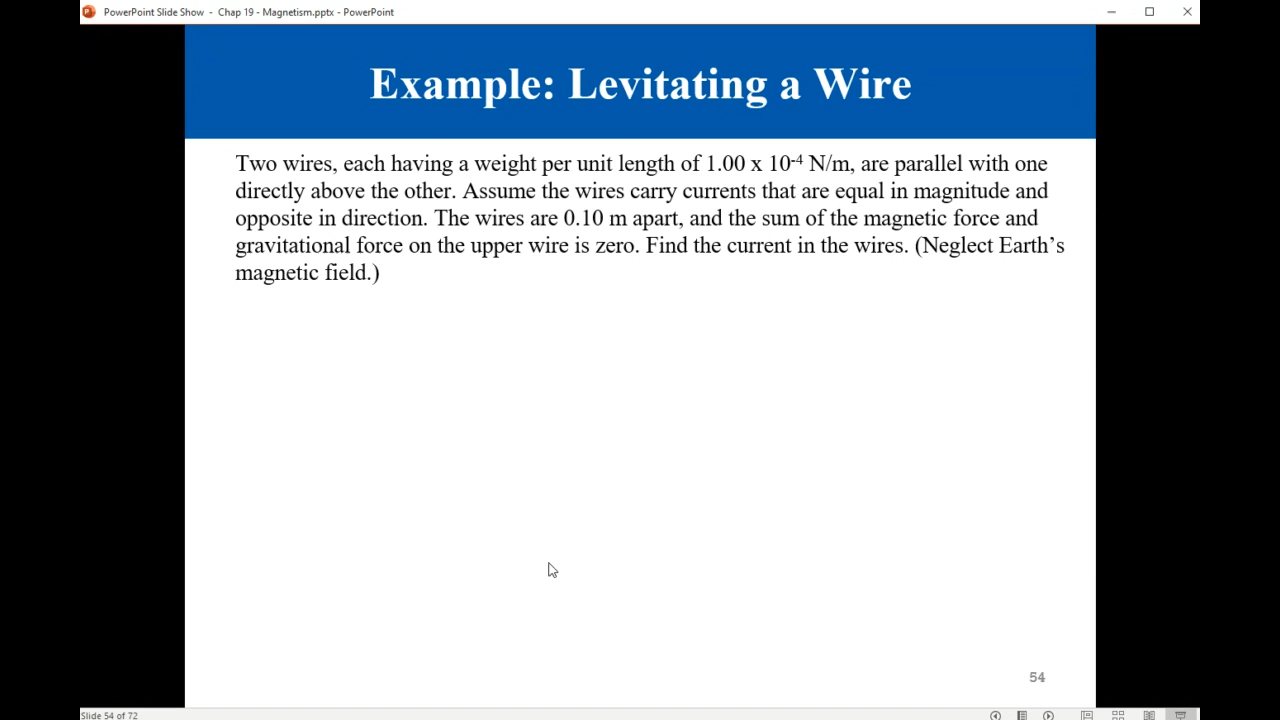 PowerPoint Slide Show - Chap 19 - Magnetism.pptx - PowerPoint
Example: Levitating a Wire
Two wires, each having a weight per unit length of 1.00 x 10⁻⁴ N/m, are parallel with one
directly above the other. Assume the wires carry currents that are equal in magnitude and
opposite in direction. The wires are 0.10 m apart, and the sum of the magnetic force and
gravitational force on the upper wire is zero. Find the current in the wires. (Neglect Earth’s
magnetic field.)
54
Slide 54 of 72